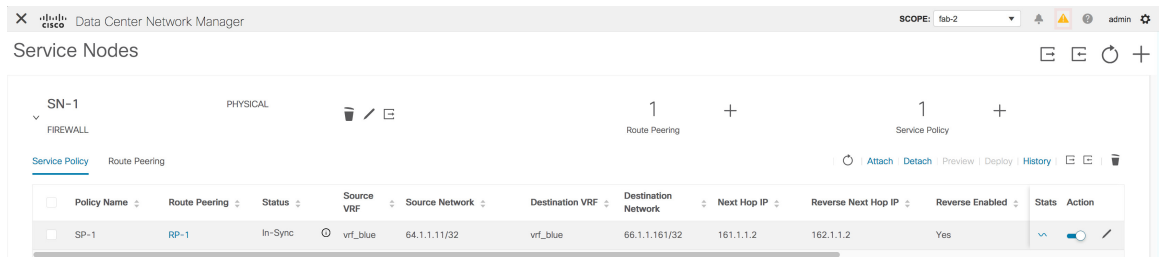 cisco Data Center Network Manager SCOPE: fab-2 admin
Service Nodes
SN-1 PHYSICAL 1 1
FIREWALL Route Peering Service Policy
Service Policy Route Peering Attach Detach Preview Deploy History
Policy Name Route Peering Status Source VRF Source Network Destination VRF Destination Network Next Hop IP Reverse Next Hop IP Reverse Enabled Stats Action
SP-1 RP-1 In-Sync vrf_blue 64.1.1.11/32 vrf_blue 66.1.1.161/32 161.1.1.2 162.1.1.2 Yes